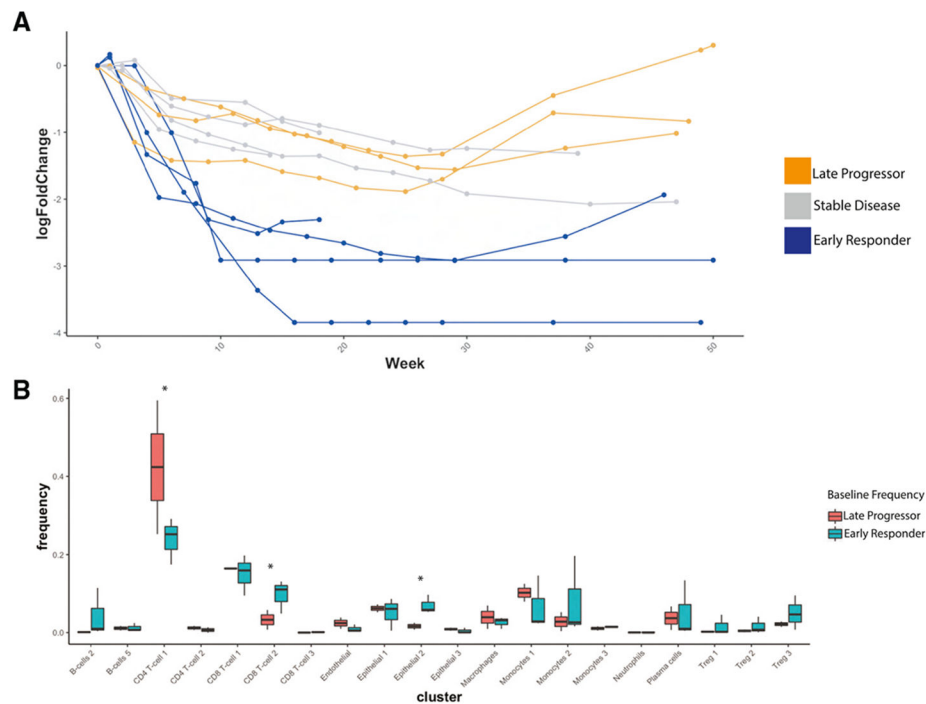 A
logFoldChange
0
-1
-2
-3
-4
0
10
20
30
40
50
Week
Late Progressor
Stable Disease
Early Responder
B
frequency
0.6
0.4
0.2
0.0
*
*
*
B-cells 2
B-cells 5
CD4 T-cell 1
CD4 T-cell 2
CD8 T-cell 1
CD8 T-cell 2
CD8 T-cell 3
Endothelial
Epithelial 1
Epithelial 2
Epithelial 3
Macrophages
Monocytes 1
Monocytes 2
Monocytes 3
Neutrophils
Plasma cells
Treg 1
Treg 2
Treg 3
cluster
Baseline Frequency
Late Progressor
Early Responder